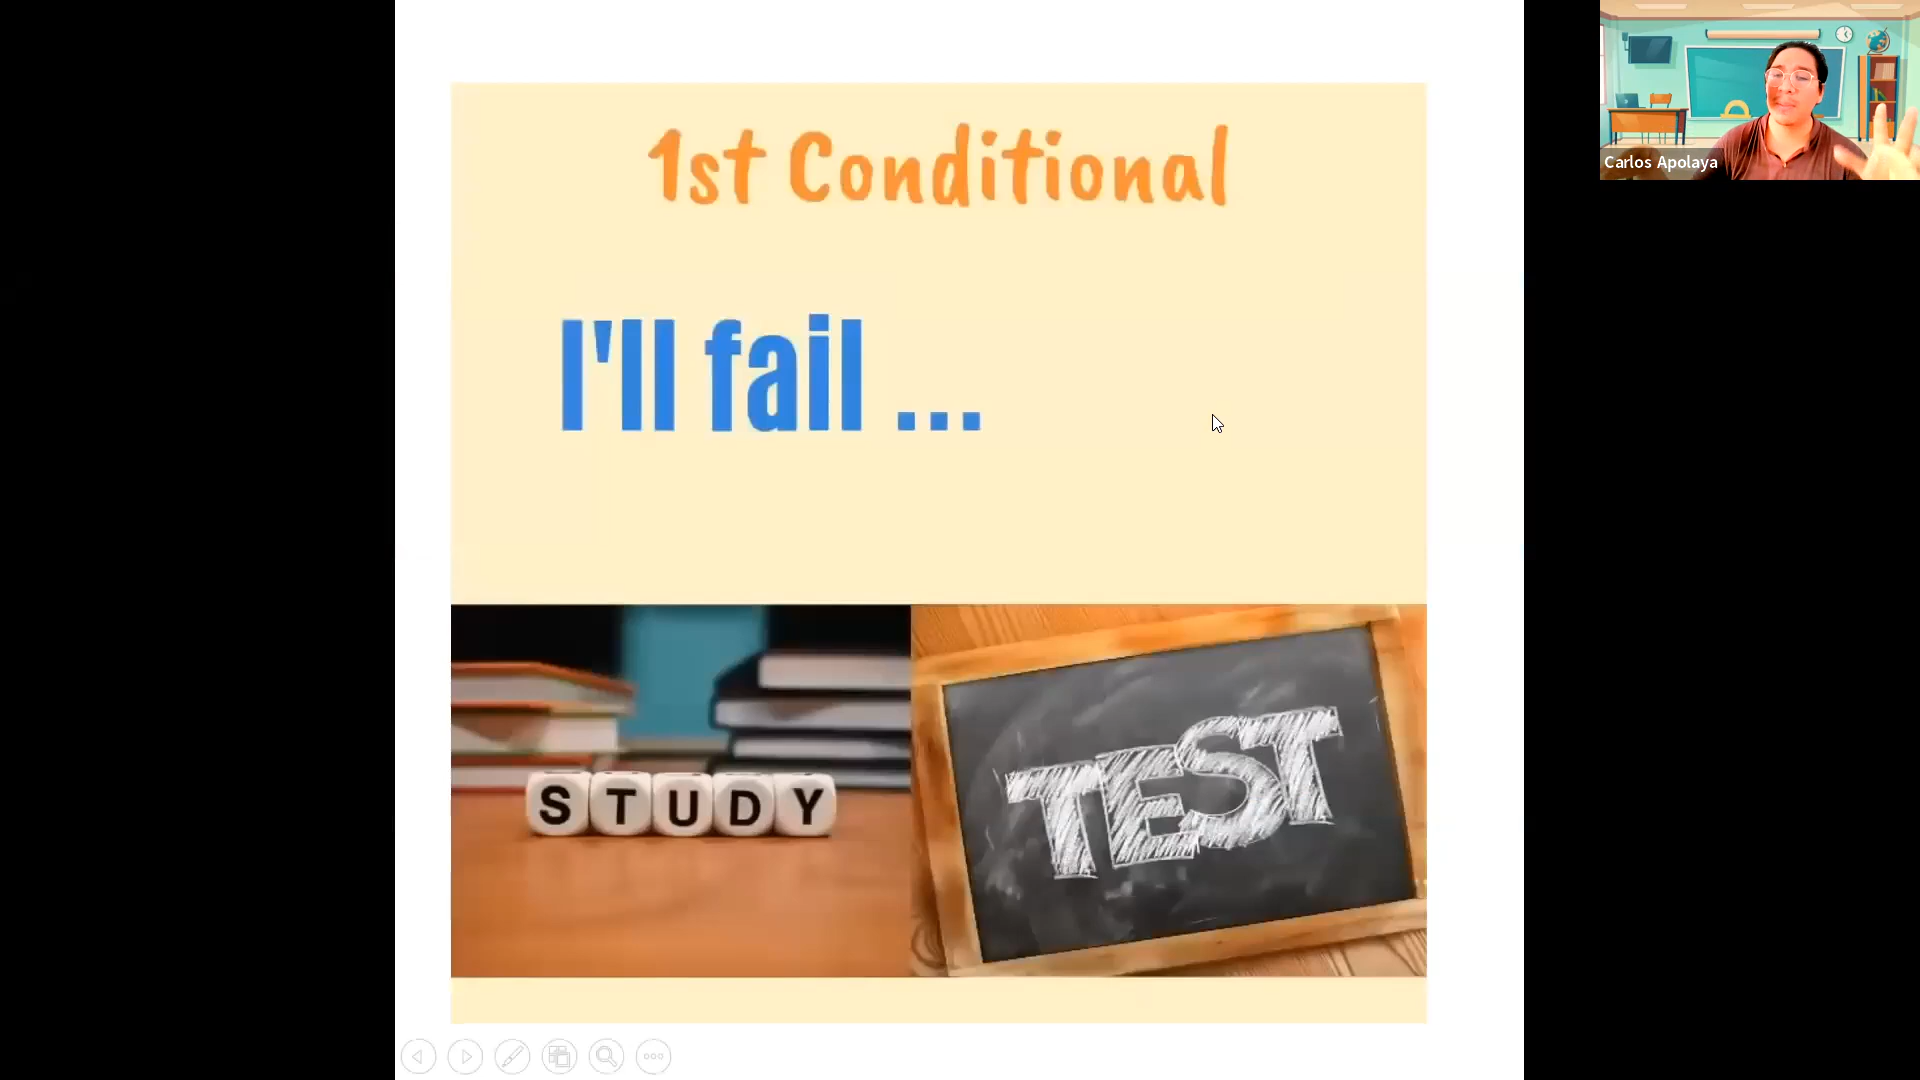 1st Conditional
I'll fail ...
STUDY
TEST
Carlos Apolaya